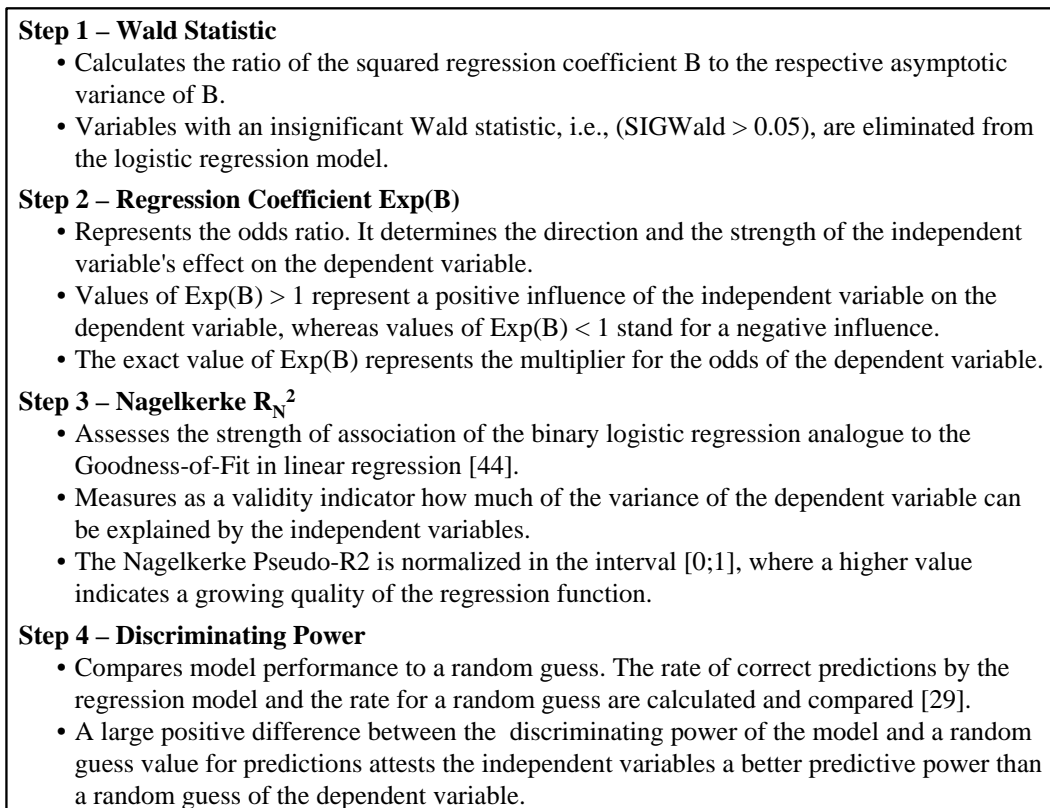 Step 1 – Wald Statistic
• Calculates the ratio of the squared regression coefficient B to the respective asymptotic
variance of B.
• Variables with an insignificant Wald statistic, i.e., (SIGWald > 0.05), are eliminated from
the logistic regression model.
Step 2 – Regression Coefficient Exp(B)
• Represents the odds ratio. It determines the direction and the strength of the independent
variable's effect on the dependent variable.
• Values of Exp(B) > 1 represent a positive influence of the independent variable on the
dependent variable, whereas values of Exp(B) < 1 stand for a negative influence.
• The exact value of Exp(B) represents the multiplier for the odds of the dependent variable.
Step 3 – Nagelkerke R_N^2
• Assesses the strength of association of the binary logistic regression analogue to the
Goodness-of-Fit in linear regression [44].
• Measures as a validity indicator how much of the variance of the dependent variable can
be explained by the independent variables.
• The Nagelkerke Pseudo-R2 is normalized in the interval [0;1], where a higher value
indicates a growing quality of the regression function.
Step 4 – Discriminating Power
• Compares model performance to a random guess. The rate of correct predictions by the
regression model and the rate for a random guess are calculated and compared [29].
• A large positive difference between the discriminating power of the model and a random
guess value for predictions attests the independent variables a better predictive power than
a random guess of the dependent variable.